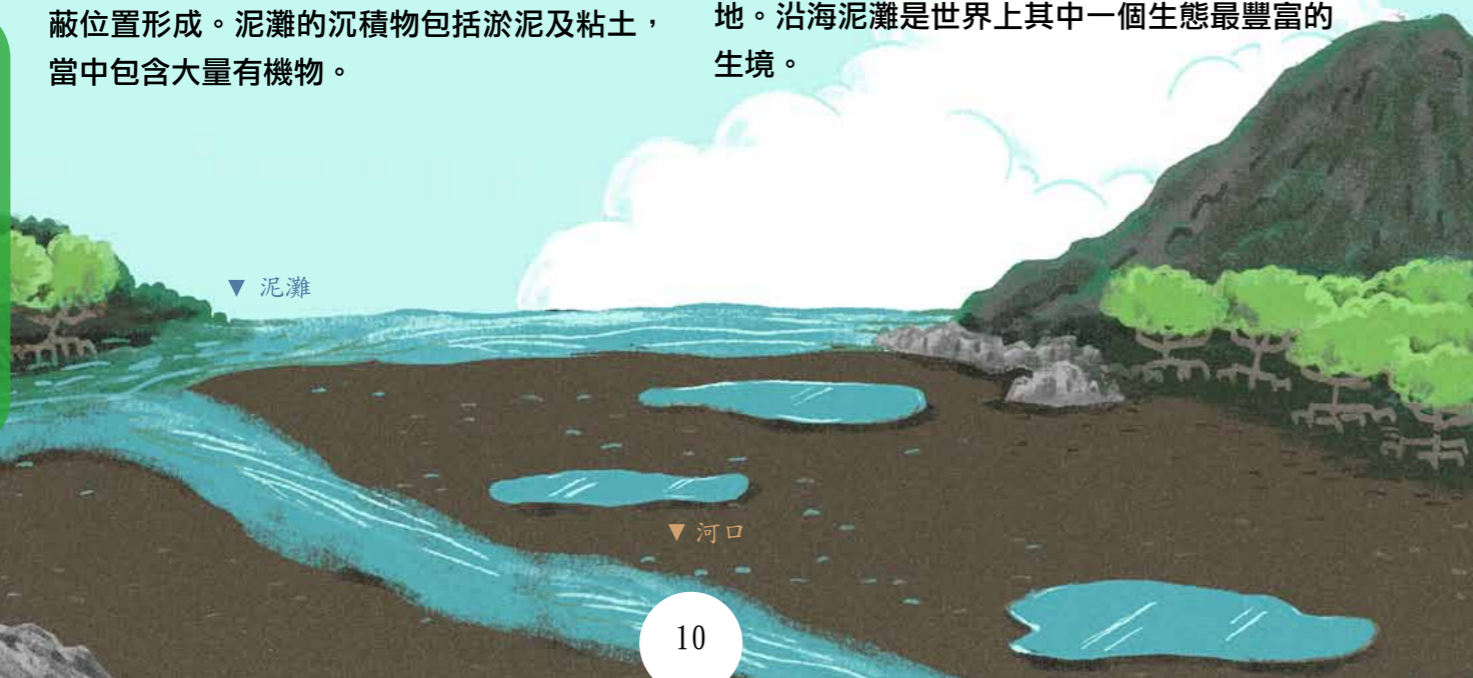 蔽位置形成。泥灘的沉積物包括淤泥及粘土，
當中包含大量有機物。
地。沿海泥灘是世界上其中一個生態最豐富的
生境。
▼ 泥灘
▼ 河口
10